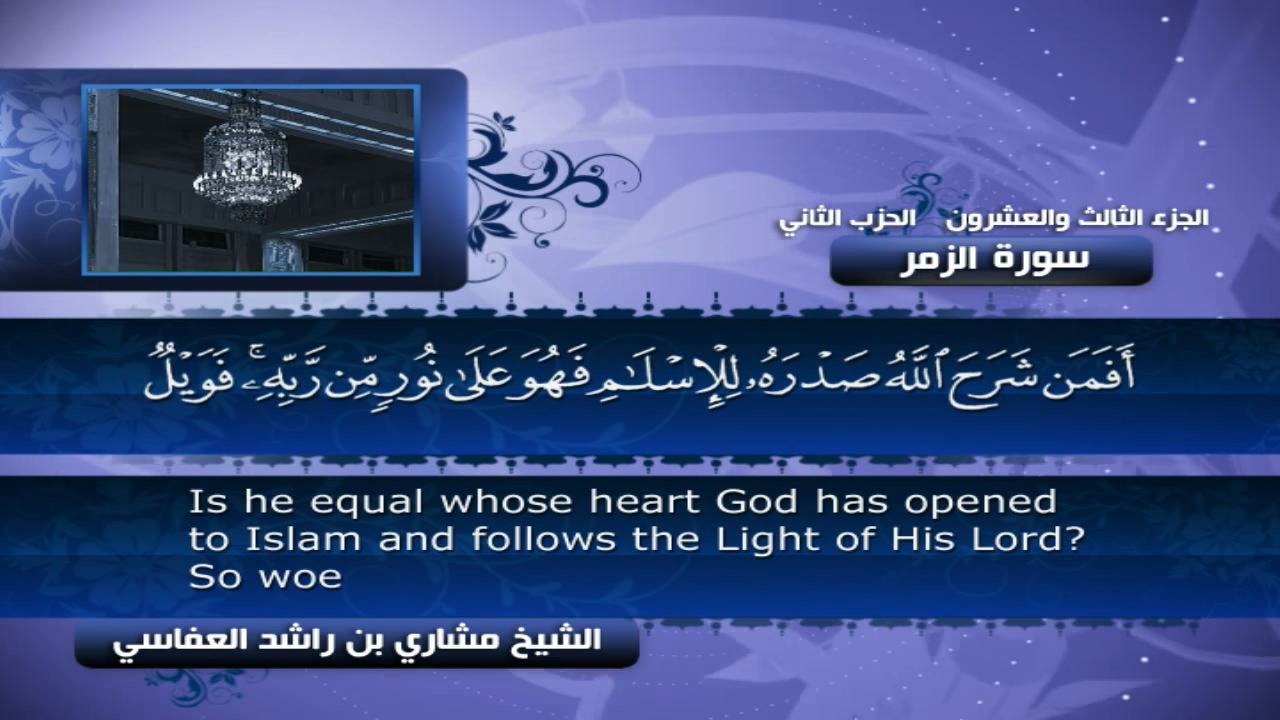 الجزء الثالث والعشرون الحزب الثاني
سورة الزمر
أَفَمَن شَرَحَ ٱللَّهُ صَدْرَهُۥ لِلْإِسْلَـٰمِ فَهُوَ عَلَىٰ نُورٍ مِّن رَّبِّهِۦ ۚ فَوَيْلٌ
Is he equal whose heart God has opened
to Islam and follows the Light of His Lord?
So woe
الشيخ مشاري بن راشد العفاسي